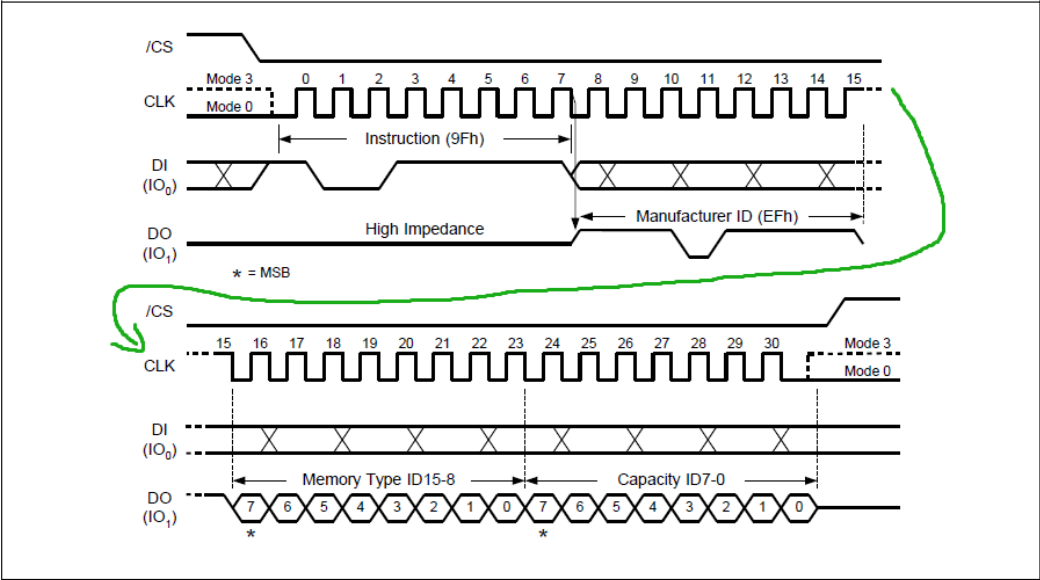 /CS
Mode 3 0 1 2 3 4 5 6 7 8 9 10 11 12 13 14 15
CLK
Mode 0
Instruction (9Fh)
DI
(IO0)
Manufacturer ID (EFh)
High Impedance
DO
(IO1)
* = MSB
/CS
15 16 17 18 19 20 21 22 23 24 25 26 27 28 29 30 Mode 3
CLK
Mode 0
DI
(IO0)
Memory Type ID15-8 Capacity ID7-0
DO
(IO1)
7 6 5 4 3 2 1 0 7 6 5 4 3 2 1 0
* *